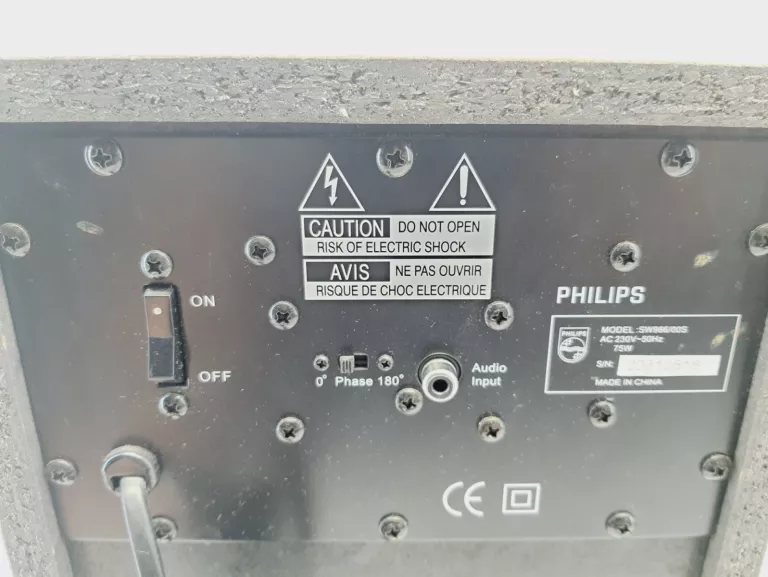 CAUTION DO NOT OPEN
RISK OF ELECTRIC SHOCK
AVIS NE PAS OUVRIR
RISQUE DE CHOC ELECTRIQUE
ON
OFF
0° Phase 180°
Audio
Input
PHILIPS
PHILIPS
MODEL:SW966/00S
AC 230V~50Hz
75W
S/N:
MADE IN CHINA
CE